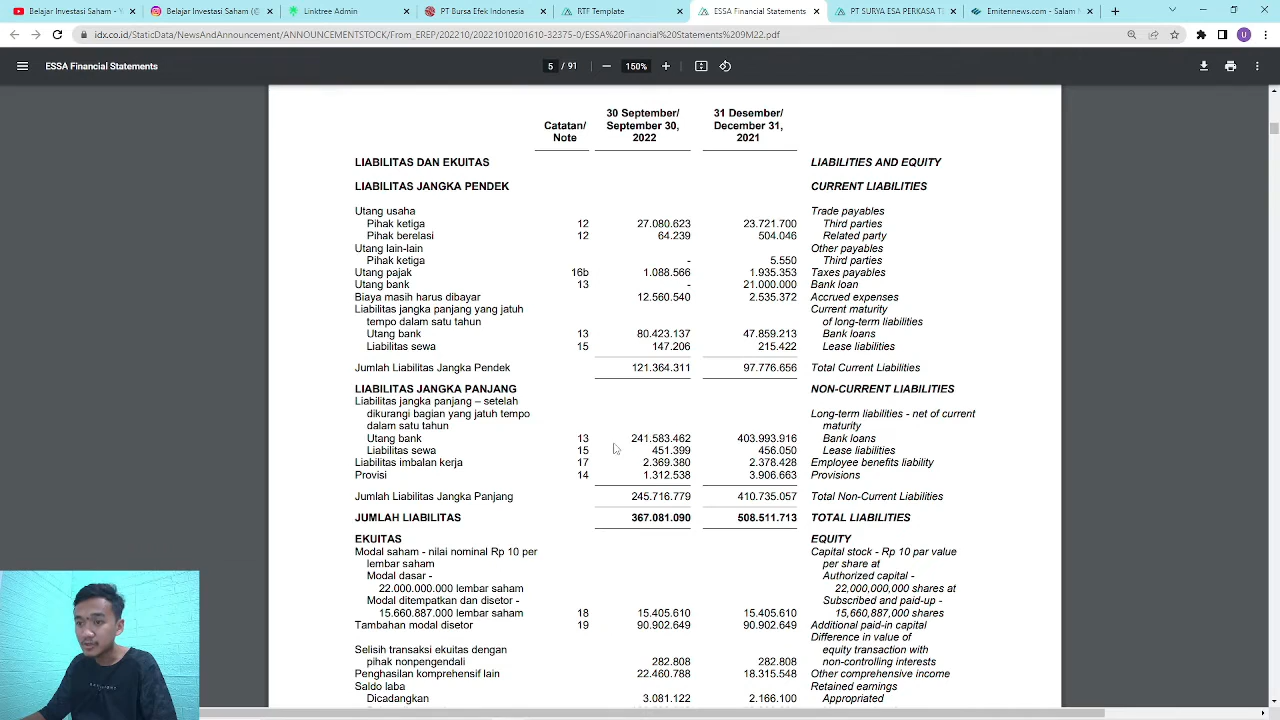 Belajar Investasi Saham - Y
Belajar Investasi Saham (@
Linktree Admin
PT Bursa Efek Indonesia
RTF Template
ESSA Financial Statements
PT SURYA ESA PERKASA T
Emitennews.com - Salam N
idx.co.id/StaticData/NewsAndAnnouncement/ANNOUNCEMENTSTOCK/From_EREP/202210/20221020201610-32375-0/ESSA%20Financial%20Statements%209M22.pdf
U
ESSA Financial Statements
5 / 91
150%
30 September/ 31 Desember/
Catatan/ September 30, December 31,
Note 2022 2021
LIABILITAS DAN EKUITAS LIABILITIES AND EQUITY
LIABILITAS JANGKA PENDEK CURRENT LIABILITIES
Utang usaha Trade payables
Pihak ketiga 12 27.080.623 23.721.700 Third parties
Pihak berelasi 12 64.239 504.046 Related party
Utang lain-lain Other payables
Pihak ketiga - 5.550 Third parties
Utang pajak 16b 1.088.566 1.935.353 Taxes payables
Utang bank 13 - 21.000.000 Bank loan
Biaya masih harus dibayar 12.560.540 2.535.372 Accrued expenses
Liabilitas jangka panjang yang jatuh Current maturity
tempo dalam satu tahun of long-term liabilities
Utang bank 13 80.423.137 47.859.213 Bank loans
Liabilitas sewa 15 147.206 215.422 Lease liabilities
Jumlah Liabilitas Jangka Pendek 121.364.311 97.776.656 Total Current Liabilities
LIABILITAS JANGKA PANJANG NON-CURRENT LIABILITIES
Liabilitas jangka panjang – setelah
dikurangi bagian yang jatuh tempo Long-term liabilities - net of current
dalam satu tahun maturity
Utang bank 13 241.583.462 403.993.916 Bank loans
Liabilitas sewa 15 451.399 456.050 Lease liabilities
Liabilitas imbalan kerja 17 2.369.380 2.378.428 Employee benefits liability
Provisi 14 1.312.538 3.906.663 Provisions
Jumlah Liabilitas Jangka Panjang 245.716.779 410.735.057 Total Non-Current Liabilities
JUMLAH LIABILITAS 367.081.090 508.511.713 TOTAL LIABILITIES
EKUITAS EQUITY
Modal saham - nilai nominal Rp 10 per Capital stock - Rp 10 par value
lembar saham per share at
Modal dasar - Authorized capital -
22.000.000.000 lembar saham 22,000,000,000 shares at
Modal ditempatkan dan disetor - Subscribed and paid-up -
15.660.887.000 lembar saham 18 15.405.610 15.405.610 15,660,887,000 shares
Tambahan modal disetor 19 90.902.649 90.902.649 Additional paid-in capital
Difference in value of
Selisih transaksi ekuitas dengan equity transaction with
pihak nonpengendali 282.808 282.808 non-controlling interests
Penghasilan komprehensif lain 22.460.788 18.315.548 Other comprehensive income
Saldo laba Retained earnings
Dicadangkan 3.081.122 2.166.100 Appropriated